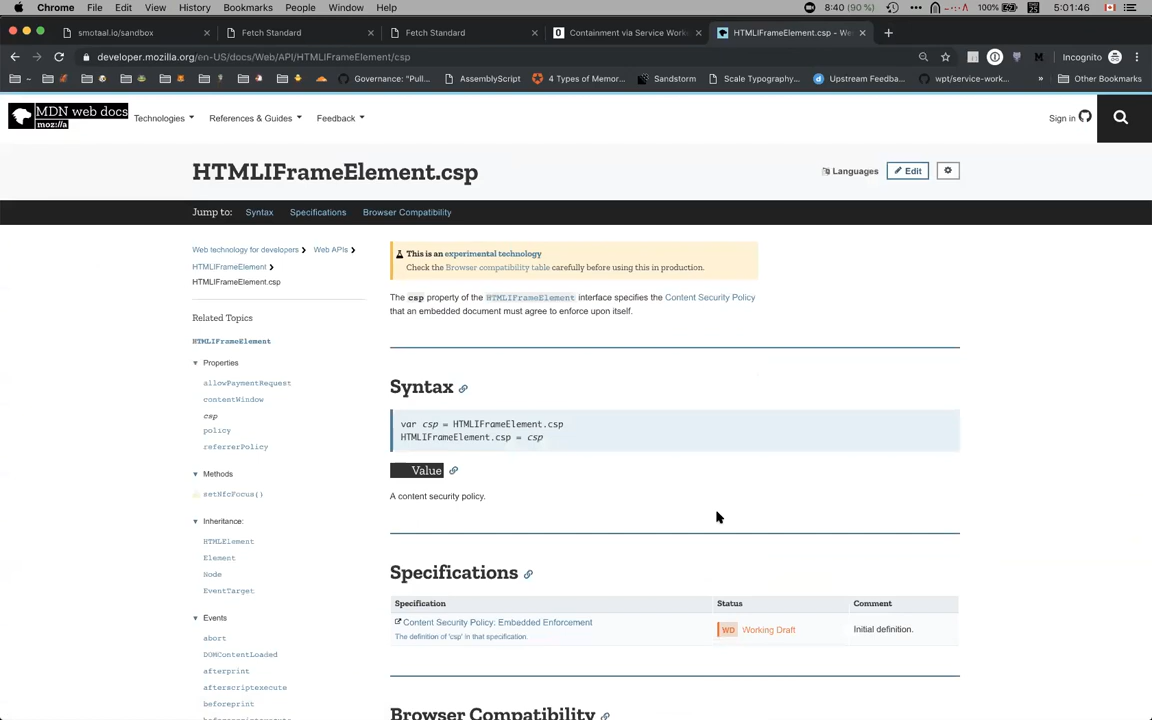 Chrome File Edit View History Bookmarks People Window Help 8:40 (90 %) 100% 5:01:46
smotaal.io/sandbox × Fetch Standard × Fetch Standard × Containment via Service Work × HTMLIFrameElement.csp - We × +
developer.mozilla.org/en-US/docs/Web/API/HTMLIFrameElement/csp Incognito
Governance: "Pull... AssemblyScript 4 Types of Memor... Sandstorm Scale Typography... Upstream Feedba... wpt/service-work... » Other Bookmarks
MDN web docs
moz://a
Technologies References & Guides Feedback Sign in
HTMLIFrameElement.csp
Languages Edit
Jump to: Syntax Specifications Browser Compatibility
Web technology for developers Web APIs
HTMLIFrameElement
HTMLIFrameElement.csp
Related Topics
HTMLIFrameElement
Properties
allowPaymentRequest
contentWindow
csp
policy
referrerPolicy
Methods
setNfcFocus()
Inheritance:
HTMLElement
Element
Node
EventTarget
Events
abort
DOMContentLoaded
afterprint
afterscriptexecute
beforeprint
This is an experimental technology
Check the Browser compatibility table carefully before using this in production.
The csp property of the HTMLIFrameElement interface specifies the Content Security Policy
that an embedded document must agree to enforce upon itself.
Syntax
var csp = HTMLIFrameElement.csp
HTMLIFrameElement.csp = csp
Value
A content security policy.
Specifications
Specification Status Comment
Content Security Policy: Embedded Enforcement
The definition of 'csp' in that specification.
WD Working Draft Initial definition.
Browser Compatibility